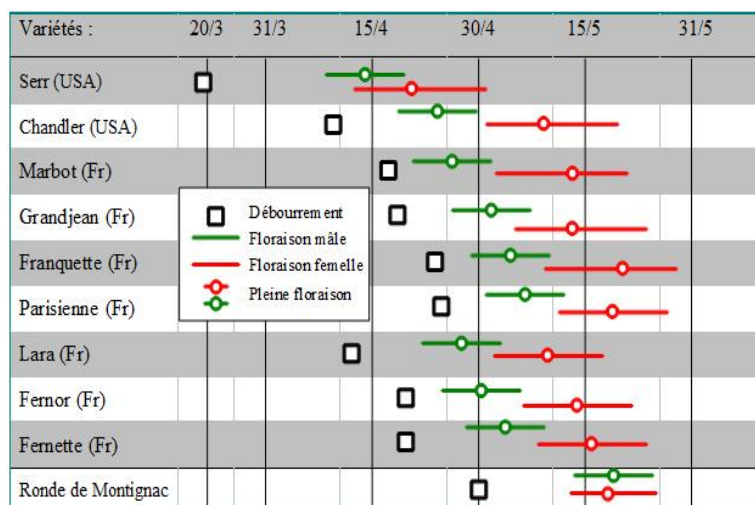 Variétés : 20/3 31/3 15/4 30/4 15/5 31/5
Serr (USA)
Chandler (USA)
Marbot (Fr)
Grandjean (Fr)
Franquette (Fr)
Parisienne (Fr)
Lara (Fr)
Fernor (Fr)
Fernette (Fr)
Ronde de Montignac
Débourrement
Floraison mâle
Floraison femelle
Pleine floraison